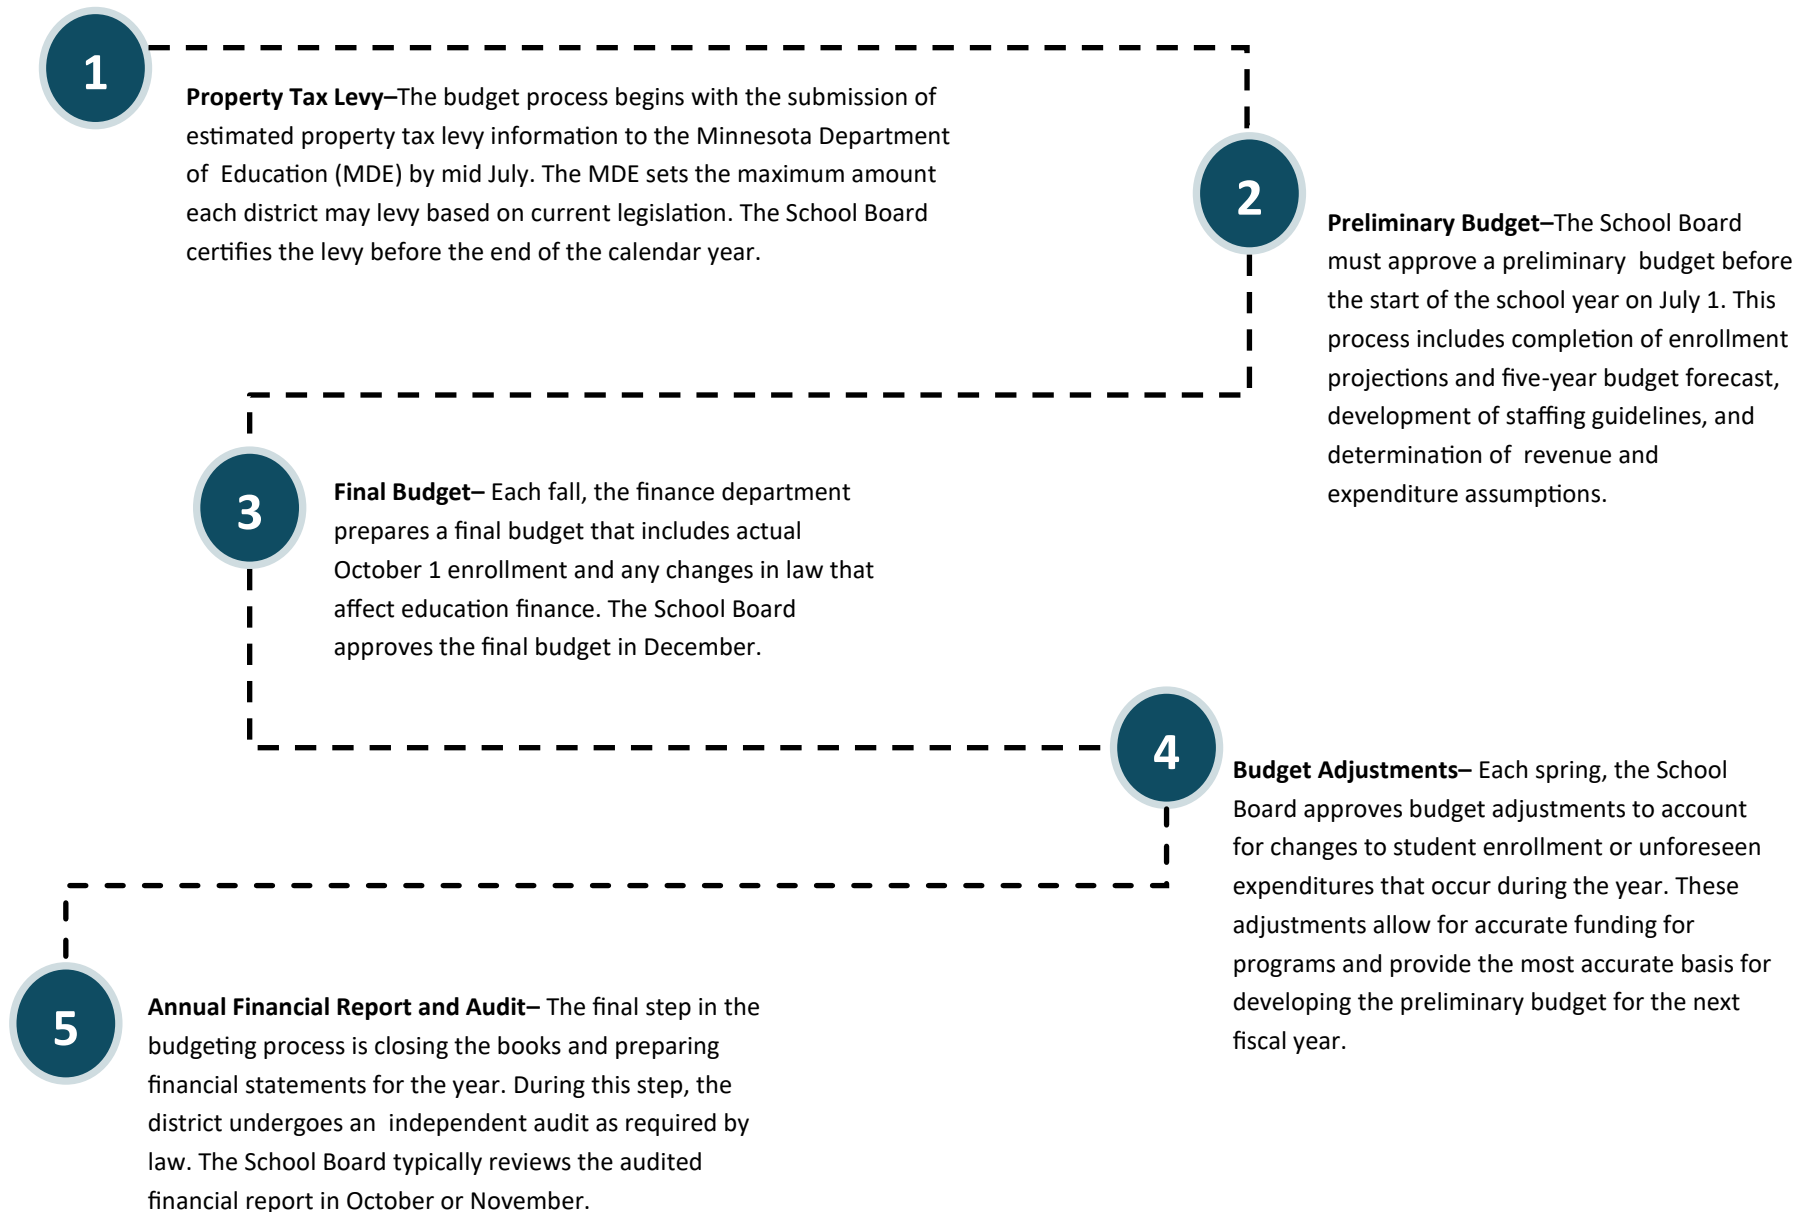 1
Property Tax Levy–The budget process begins with the submission of
estimated property tax levy information to the Minnesota Department
of  Education (MDE) by mid July. The MDE sets the maximum amount
each district may levy based on current legislation. The School Board
certifies the levy before the end of the calendar year.
2
Preliminary Budget–The School Board
must approve a preliminary  budget before
the start of the school year on July 1. This
process includes completion of enrollment
projections and five-year budget forecast,
development of staffing guidelines, and
determination of  revenue and
expenditure assumptions.
3
Final Budget– Each fall, the finance department
prepares a final budget that includes actual
October 1 enrollment and any changes in law that
affect education finance. The School Board
approves the final budget in December.
4
Budget Adjustments– Each spring, the School
Board approves budget adjustments to account
for changes to student enrollment or unforeseen
expenditures that occur during the year. These
adjustments allow for accurate funding for
programs and provide the most accurate basis for
developing the preliminary budget for the next
fiscal year.
5
Annual Financial Report and Audit– The final step in the
budgeting process is closing the books and preparing
financial statements for the year. During this step, the
district undergoes an  independent audit as required by
law. The School Board typically reviews the audited
financial report in October or November.